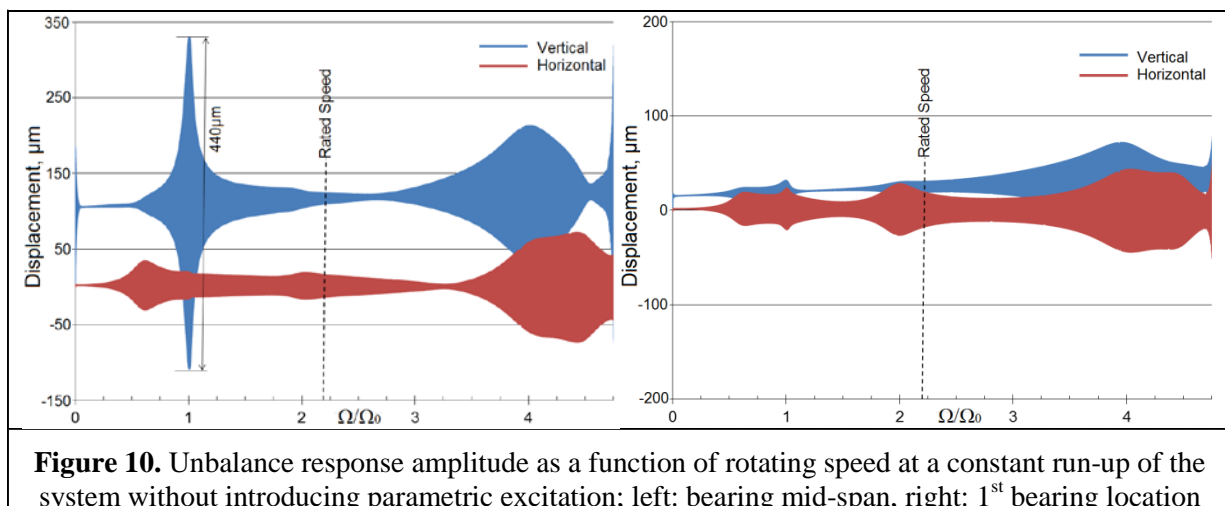 350
250
150
50
-50
-150
Displacement, µm
Vertical
Horizontal
440µm
Rated Speed
0
1
2
Ω/Ω₀
3
4
200
100
0
-100
-200
Displacement, µm
Vertical
Horizontal
Rated Speed
0
1
2
Ω/Ω₀
3
4
Figure 10. Unbalance response amplitude as a function of rotating speed at a constant run-up of the
system without introducing parametric excitation; left: bearing mid-span, right: 1st bearing location